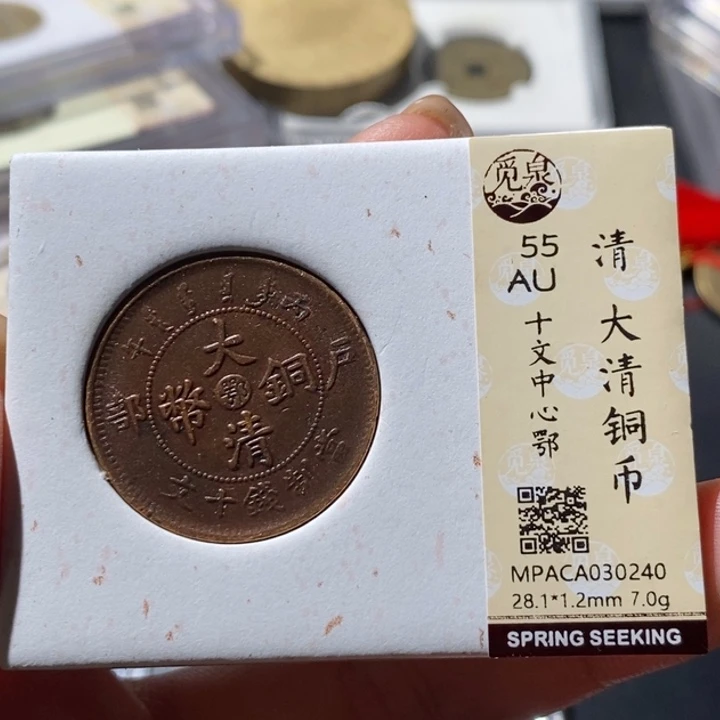 觅泉
55
AU
清 大清铜币
十文中心鄂
MPACA030240
28.1*1.2mm 7.0g
SPRING SEEKING
大清銅幣
鄂
丙午
户部
當制錢十文